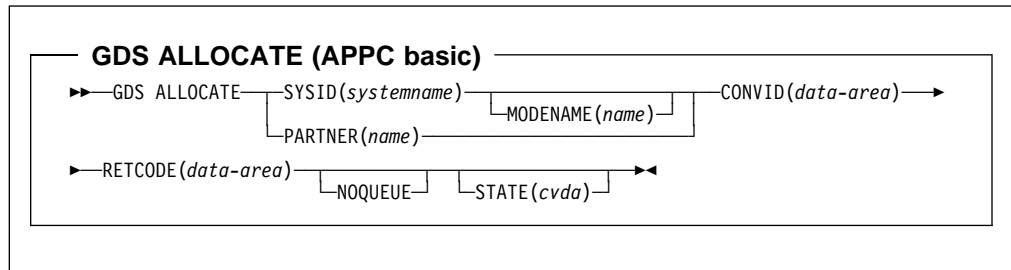 GDS ALLOCATE (APPC basic)
GDS ALLOCATE SYSID(systemname) CONVID(data-area)
MODENAME(name)
PARTNER(name)
RETCODE(data-area)
NOQUEUE STATE(cvda)